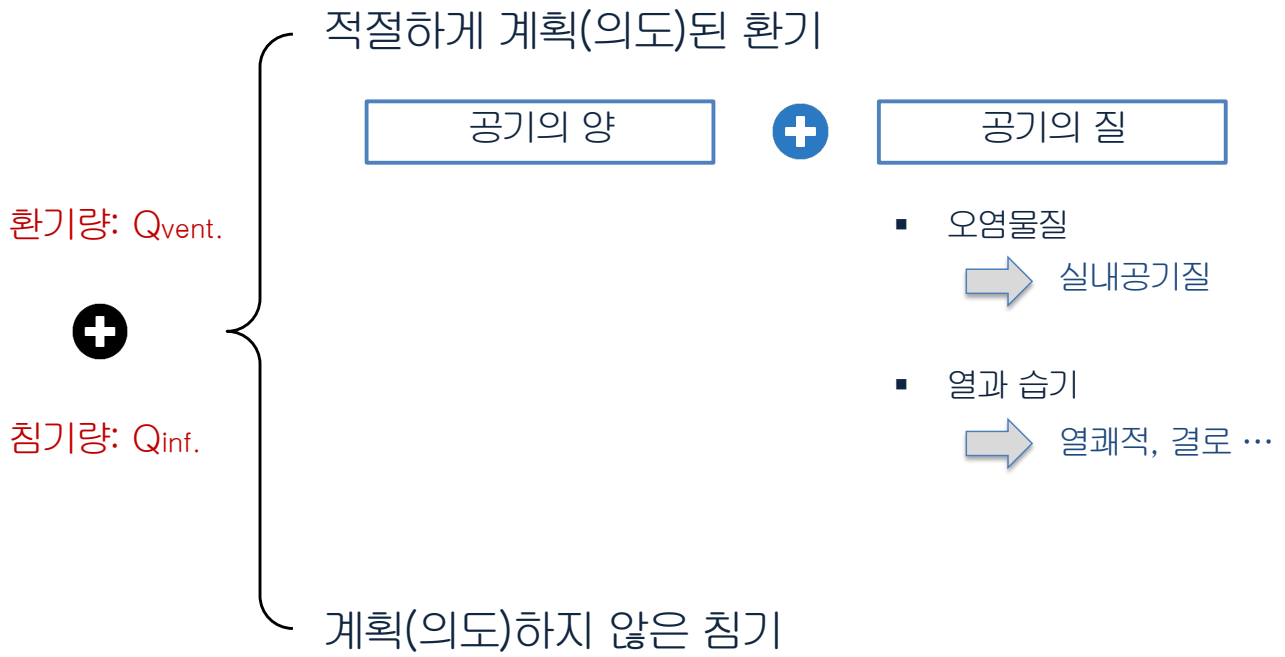 적절하게 계획(의도)된 환기
공기의 양
공기의 질
환기량: Qvent.
침기량: Qinf.
▪ 오염물질
실내공기질
▪ 열과 습기
열쾌적, 결로 …
계획(의도)하지 않은 침기